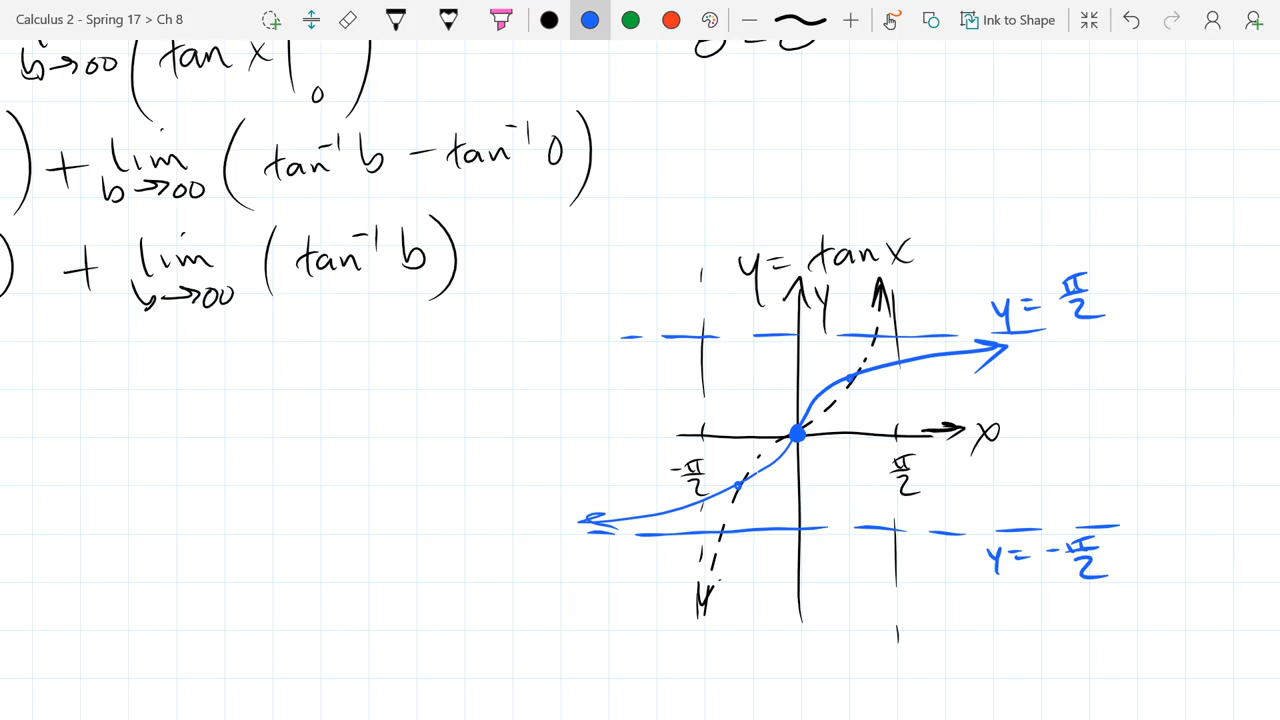 Calculus 2 - Spring 17 > Ch 8
Ink to Shape
b→∞ ( tan x | 0 )
) + lim b→∞ ( tan⁻¹ b - tan⁻¹ 0 )
) + lim b→∞ ( tan⁻¹ b )
y = tan x
y
y = π/2
x
-π/2
π/2
y = -π/2